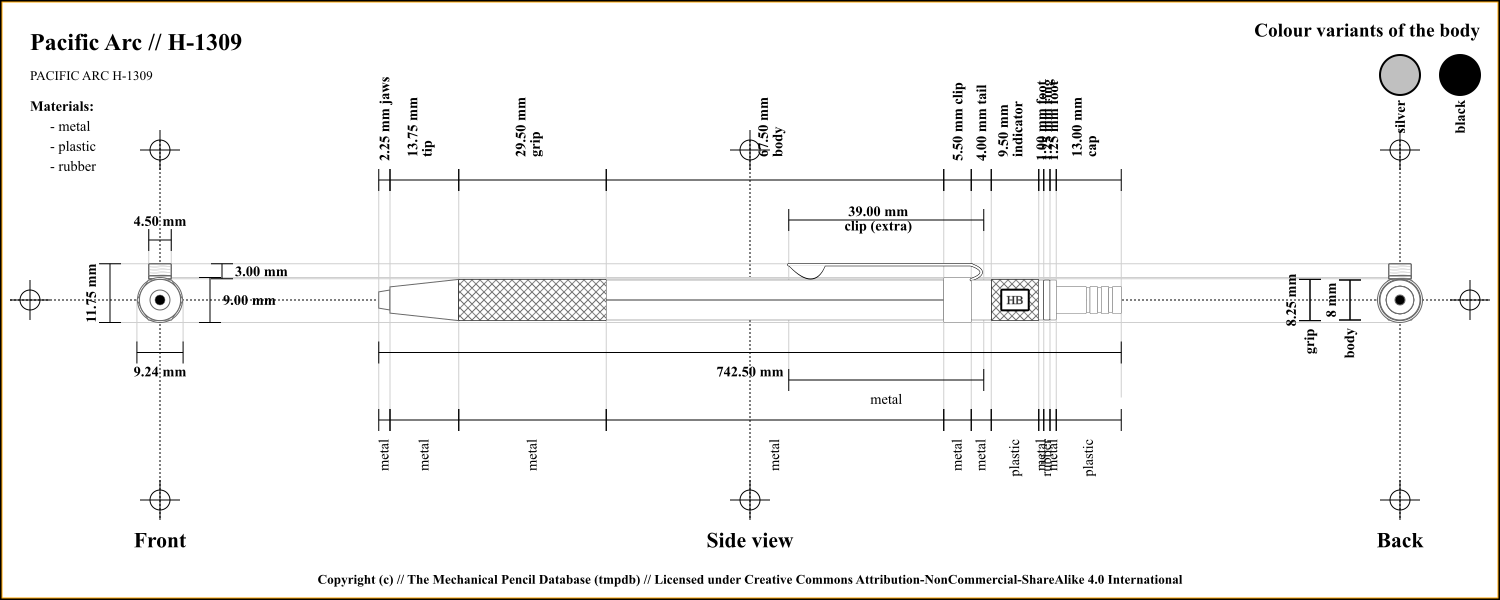 Pacific Arc // H-1309
PACIFIC ARC H-1309
Materials:
- metal
- plastic
- rubber
Colour variants of the body
silver
black
2.25 mm jaws
13.75 mm
tip
29.50 mm
grip
67.50 mm
body
5.50 mm clip
4.00 mm tail
9.50 mm
indicator
1.00 mm foot
1.25 mm foot
13.00 mm
cap
39.00 mm
clip (extra)
4.50 mm
3.00 mm
11.75 mm
9.00 mm
9.24 mm
HB
8.25 mm
grip
8 mm
body
742.50 mm
metal
metal
metal
metal
metal
metal
metal
plastic
metal
rubber
metal
plastic
Front
Side view
Back
Copyright (c) // The Mechanical Pencil Database (tmpdb) // Licensed under Creative Commons Attribution-NonCommercial-ShareAlike 4.0 International